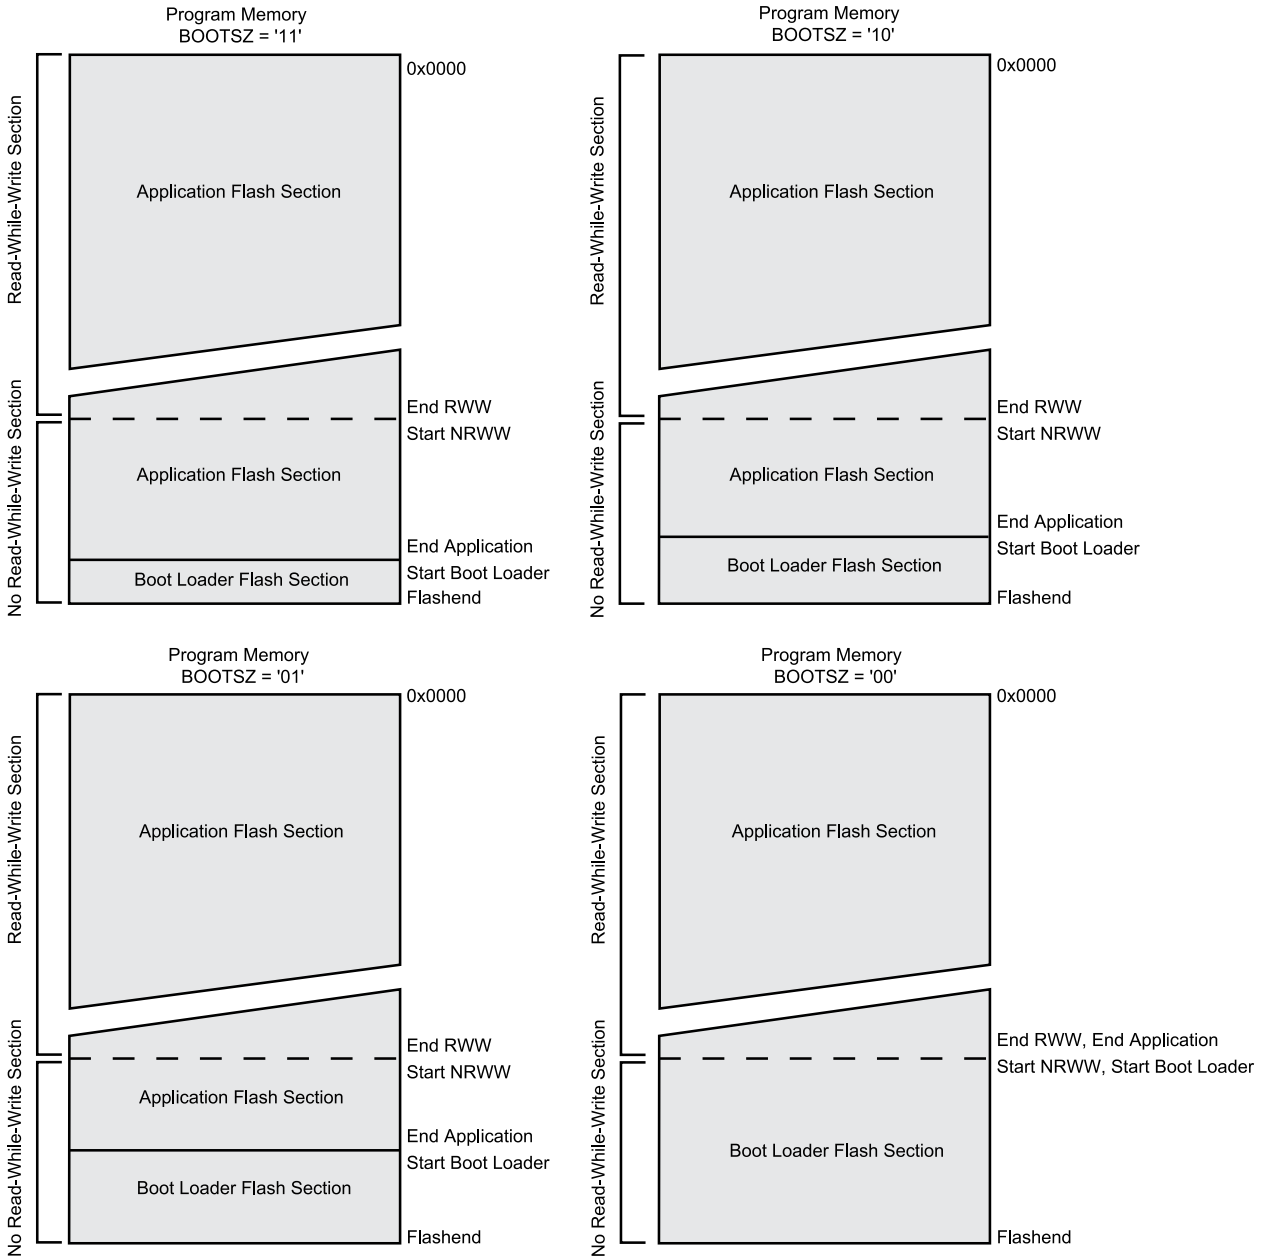 Program Memory
BOOTSZ = '11'
0x0000
Read-While-Write Section
Application Flash Section
End RWW
Start NRWW
No Read-While-Write Section
Application Flash Section
End Application
Start Boot Loader
Boot Loader Flash Section
Flashend
Program Memory
BOOTSZ = '10'
0x0000
Read-While-Write Section
Application Flash Section
End RWW
Start NRWW
No Read-While-Write Section
Application Flash Section
End Application
Start Boot Loader
Boot Loader Flash Section
Flashend
Program Memory
BOOTSZ = '01'
0x0000
Read-While-Write Section
Application Flash Section
End RWW
Start NRWW
No Read-While-Write Section
Application Flash Section
End Application
Start Boot Loader
Boot Loader Flash Section
Flashend
Program Memory
BOOTSZ = '00'
0x0000
Read-While-Write Section
Application Flash Section
End RWW, End Application
Start NRWW, Start Boot Loader
No Read-While-Write Section
Boot Loader Flash Section
Flashend